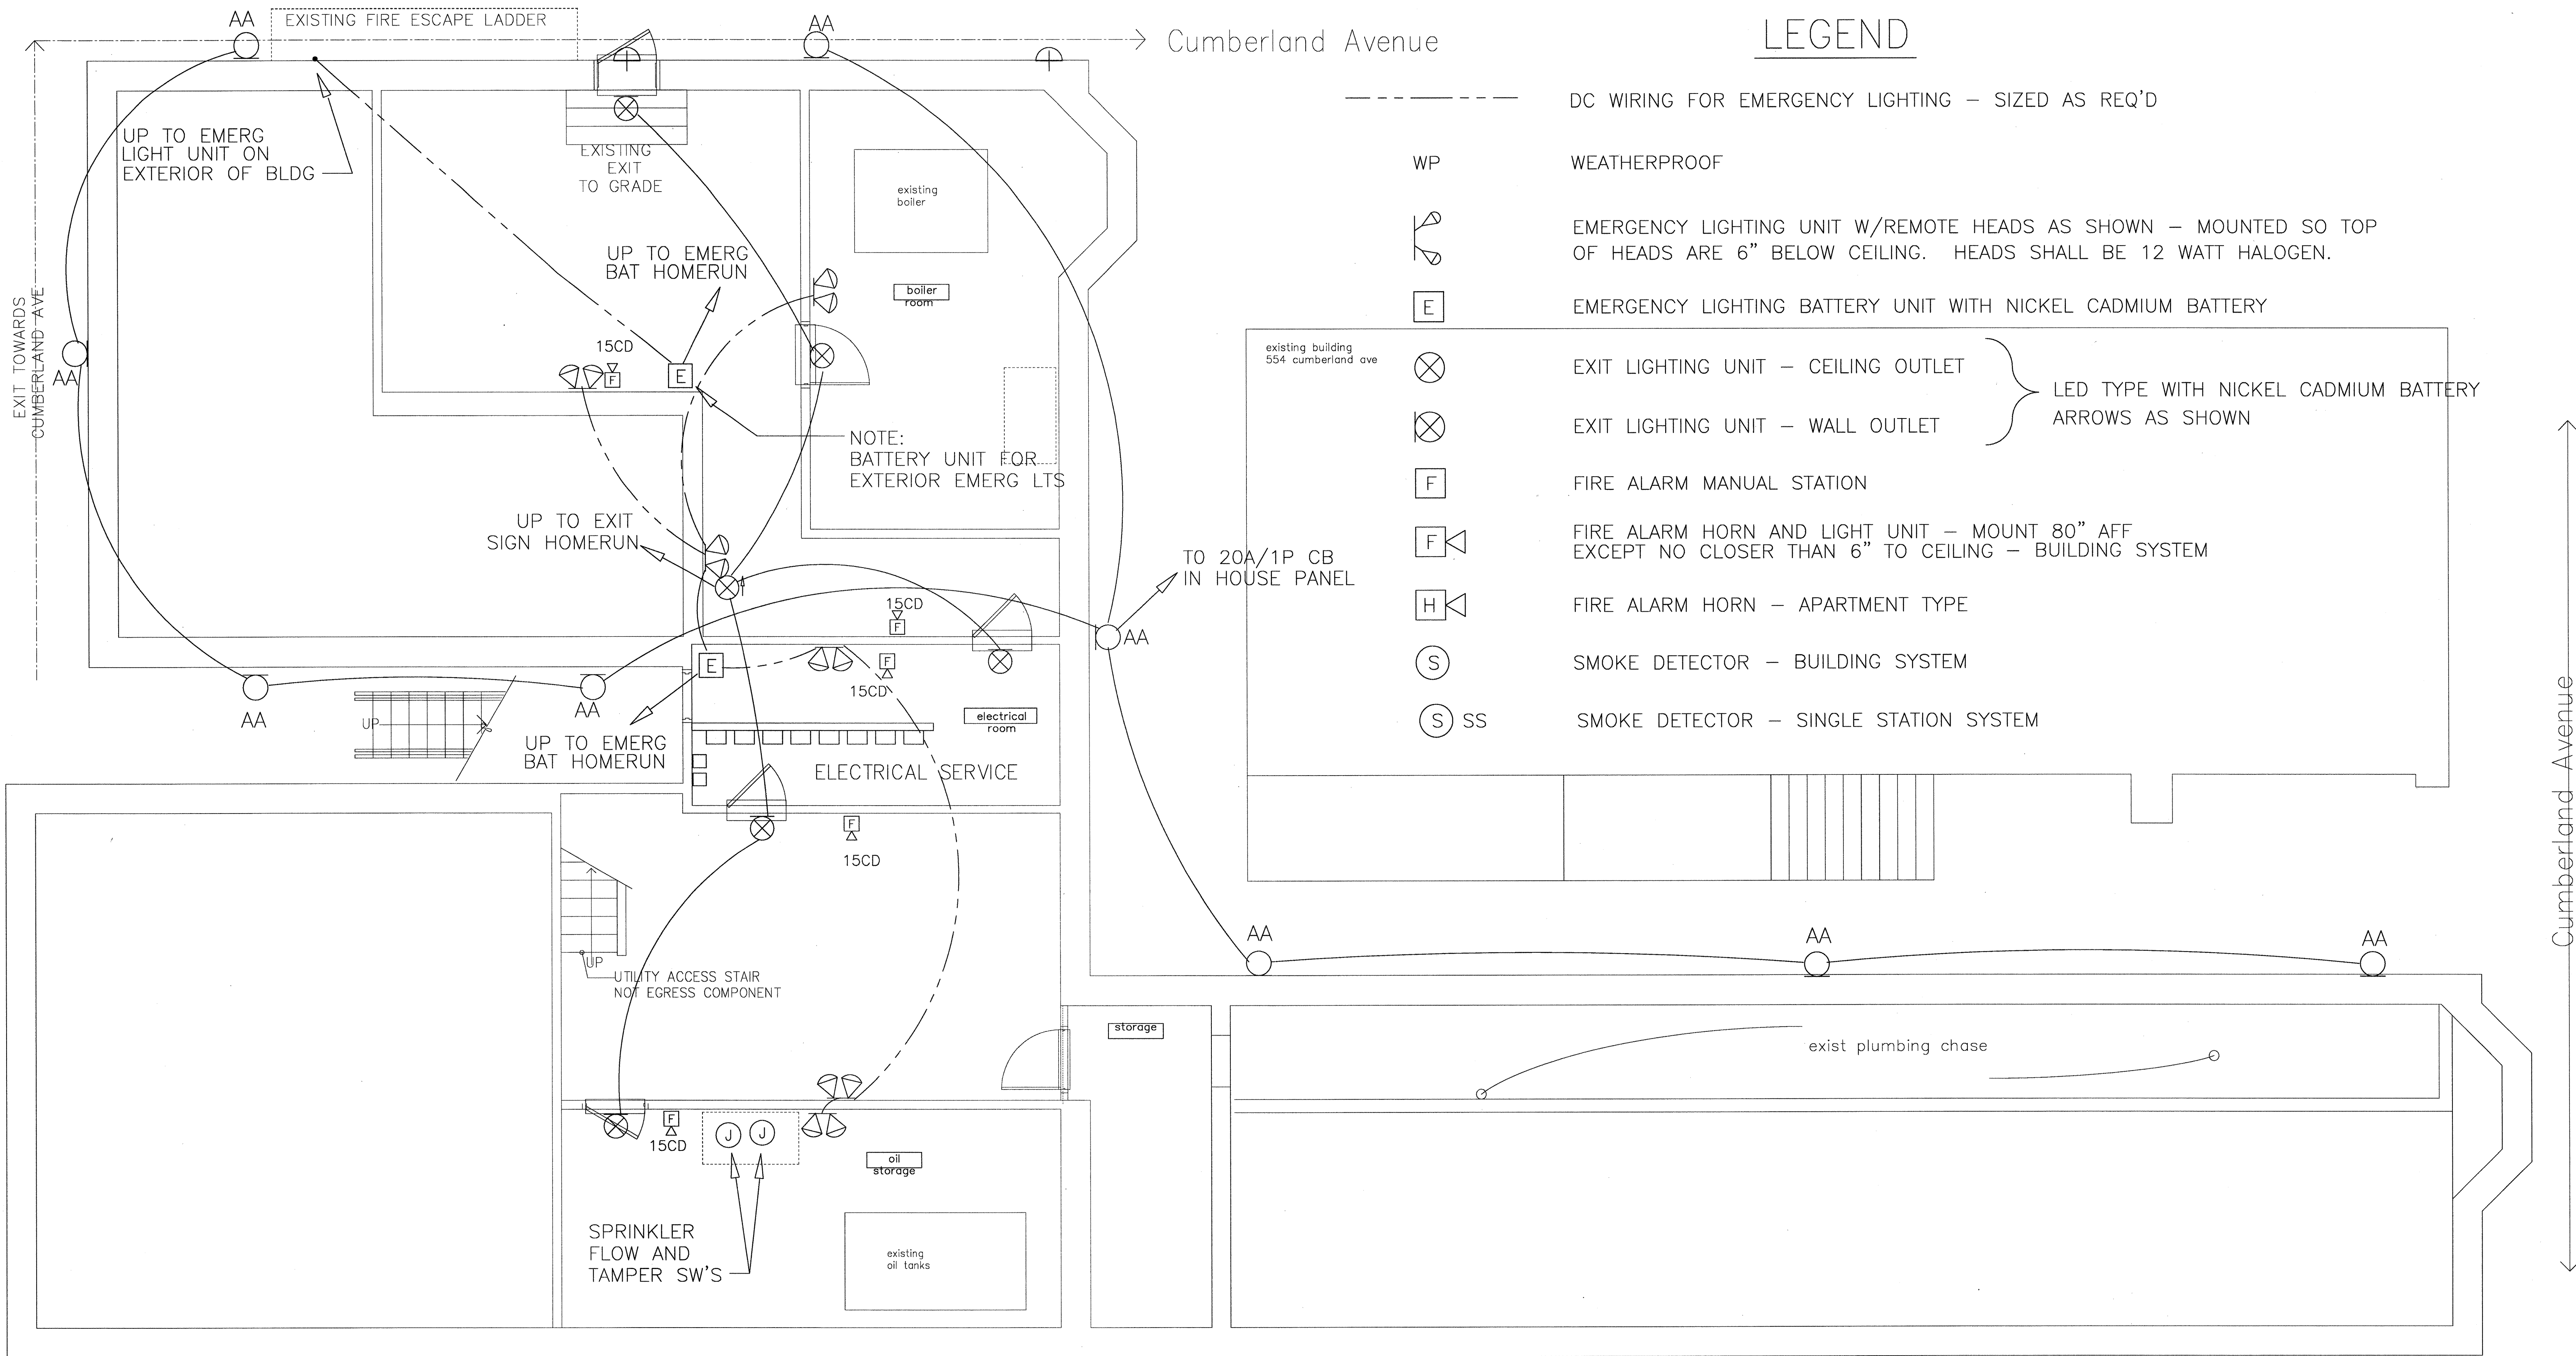 AA
EXISTING FIRE ESCAPE LADDER
AA
Cumberland Avenue
EXIT TOWARDS
CUMBERLAND AVE
UP TO EMERG
LIGHT UNIT ON
EXTERIOR OF BLDG
EXISTING
EXIT
TO GRADE
existing
boiler
UP TO EMERG
BAT HOMERUN
boiler
room
15CD
F
E
AA
NOTE:
BATTERY UNIT FOR
EXTERIOR EMERG LTS
UP TO EXIT
SIGN HOMERUN
TO 20A/1P CB
IN HOUSE PANEL
15CD
F
AA
E
F
15CD
AA
AA
UP
electrical
room
UP TO EMERG
BAT HOMERUN
ELECTRICAL SERVICE
F
15CD
UP
UTILITY ACCESS STAIR
NOT EGRESS COMPONENT
AA
AA
AA
storage
exist plumbing chase
F
15CD
J J
oil
storage
SPRINKLER
FLOW AND
TAMPER SW'S
existing
oil tanks
LEGEND
DC WIRING FOR EMERGENCY LIGHTING – SIZED AS REQ'D
WP WEATHERPROOF
EMERGENCY LIGHTING UNIT W/REMOTE HEADS AS SHOWN – MOUNTED SO TOP
OF HEADS ARE 6" BELOW CEILING. HEADS SHALL BE 12 WATT HALOGEN.
E EMERGENCY LIGHTING BATTERY UNIT WITH NICKEL CADMIUM BATTERY
existing building
554 cumberland ave
EXIT LIGHTING UNIT – CEILING OUTLET
LED TYPE WITH NICKEL CADMIUM BATTERY
ARROWS AS SHOWN
EXIT LIGHTING UNIT – WALL OUTLET
F FIRE ALARM MANUAL STATION
F FIRE ALARM HORN AND LIGHT UNIT – MOUNT 80" AFF
EXCEPT NO CLOSER THAN 6" TO CEILING – BUILDING SYSTEM
H FIRE ALARM HORN – APARTMENT TYPE
S SMOKE DETECTOR – BUILDING SYSTEM
S SS SMOKE DETECTOR – SINGLE STATION SYSTEM
Cumberland Avenue